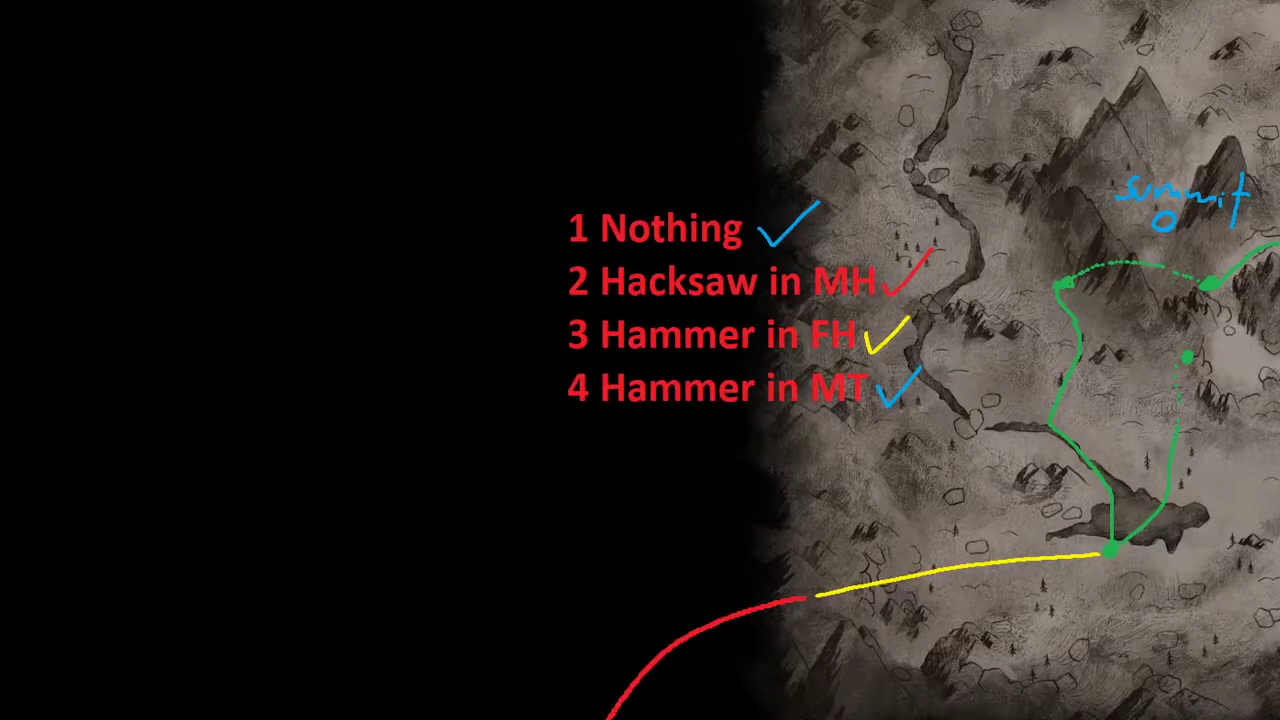 summit
1 Nothing
2 Hacksaw in MH
3 Hammer in FH
4 Hammer in MT